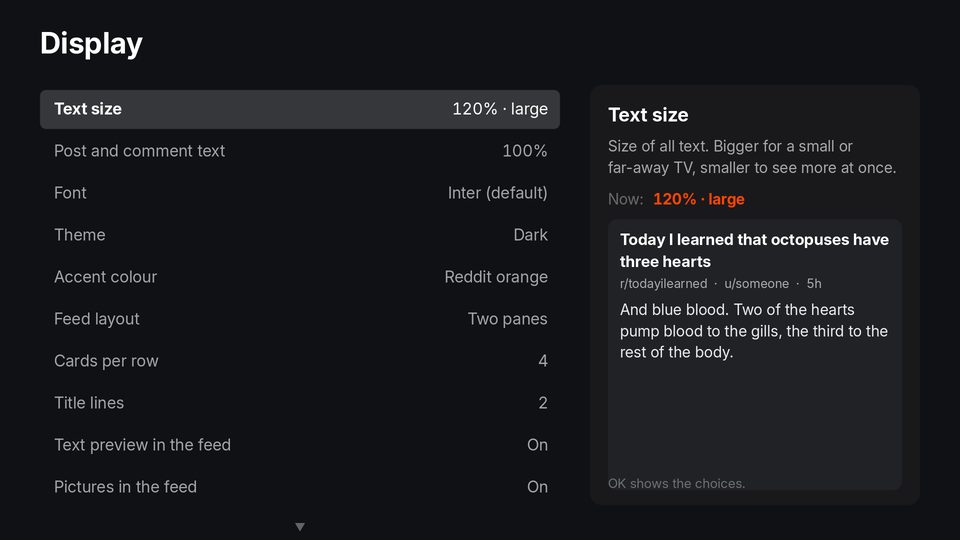 Display
Text size 120% · large
Post and comment text 100%
Font Inter (default)
Theme Dark
Accent colour Reddit orange
Feed layout Two panes
Cards per row 4
Title lines 2
Text preview in the feed On
Pictures in the feed On
Text size
Size of all text. Bigger for a small or
far-away TV, smaller to see more at once.
Now: 120% · large
Today I learned that octopuses have
three hearts
r/todayilearned · u/someone · 5h
And blue blood. Two of the hearts
pump blood to the gills, the third to the
rest of the body.
OK shows the choices.